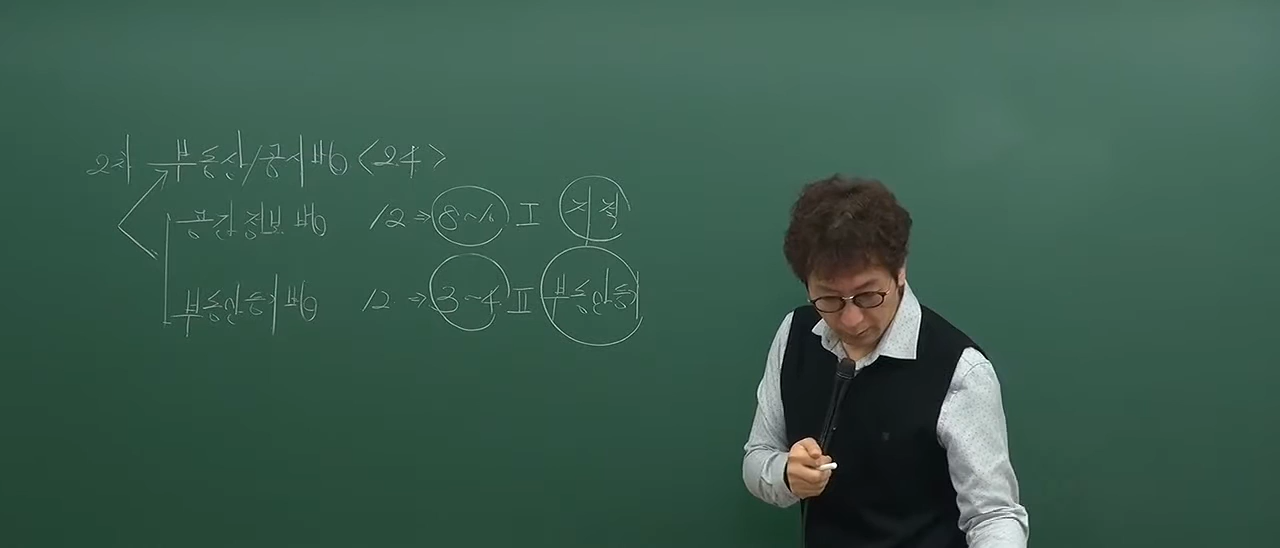 2차 부동산/공시법 <24>
공간정보법 12 ⇒ 8~10 Ⅱ 지적
부동산등기법 12 ⇒ 3~4 Ⅱ 부동산등기